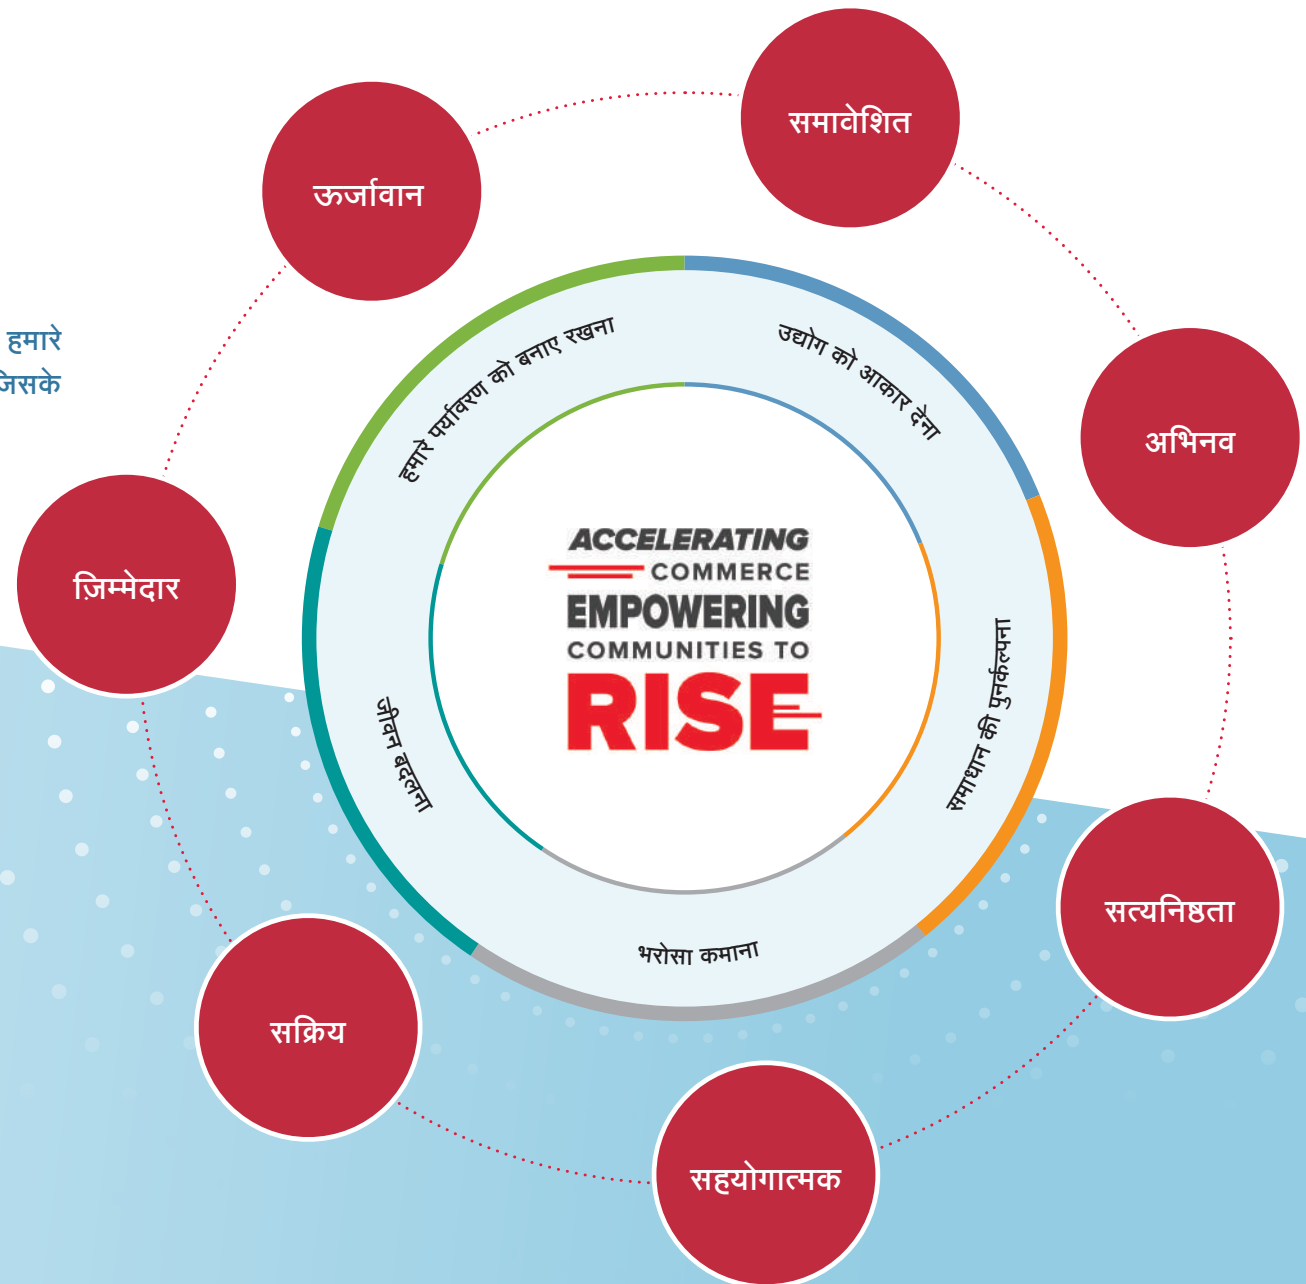 समावेशित
ऊर्जावान
हमारे
जिसके
हमारे पर्यावरण को बनाए रखना
उद्योग को आकार देना
अभिनव
ज़िम्मेदार
ACCELERATING
COMMERCE
EMPOWERING
COMMUNITIES TO
RISE
समाधान की पुनर्कल्पना
जीवन बदलना
सत्यनिष्ठता
भरोसा कमाना
सक्रिय
सहयोगात्मक